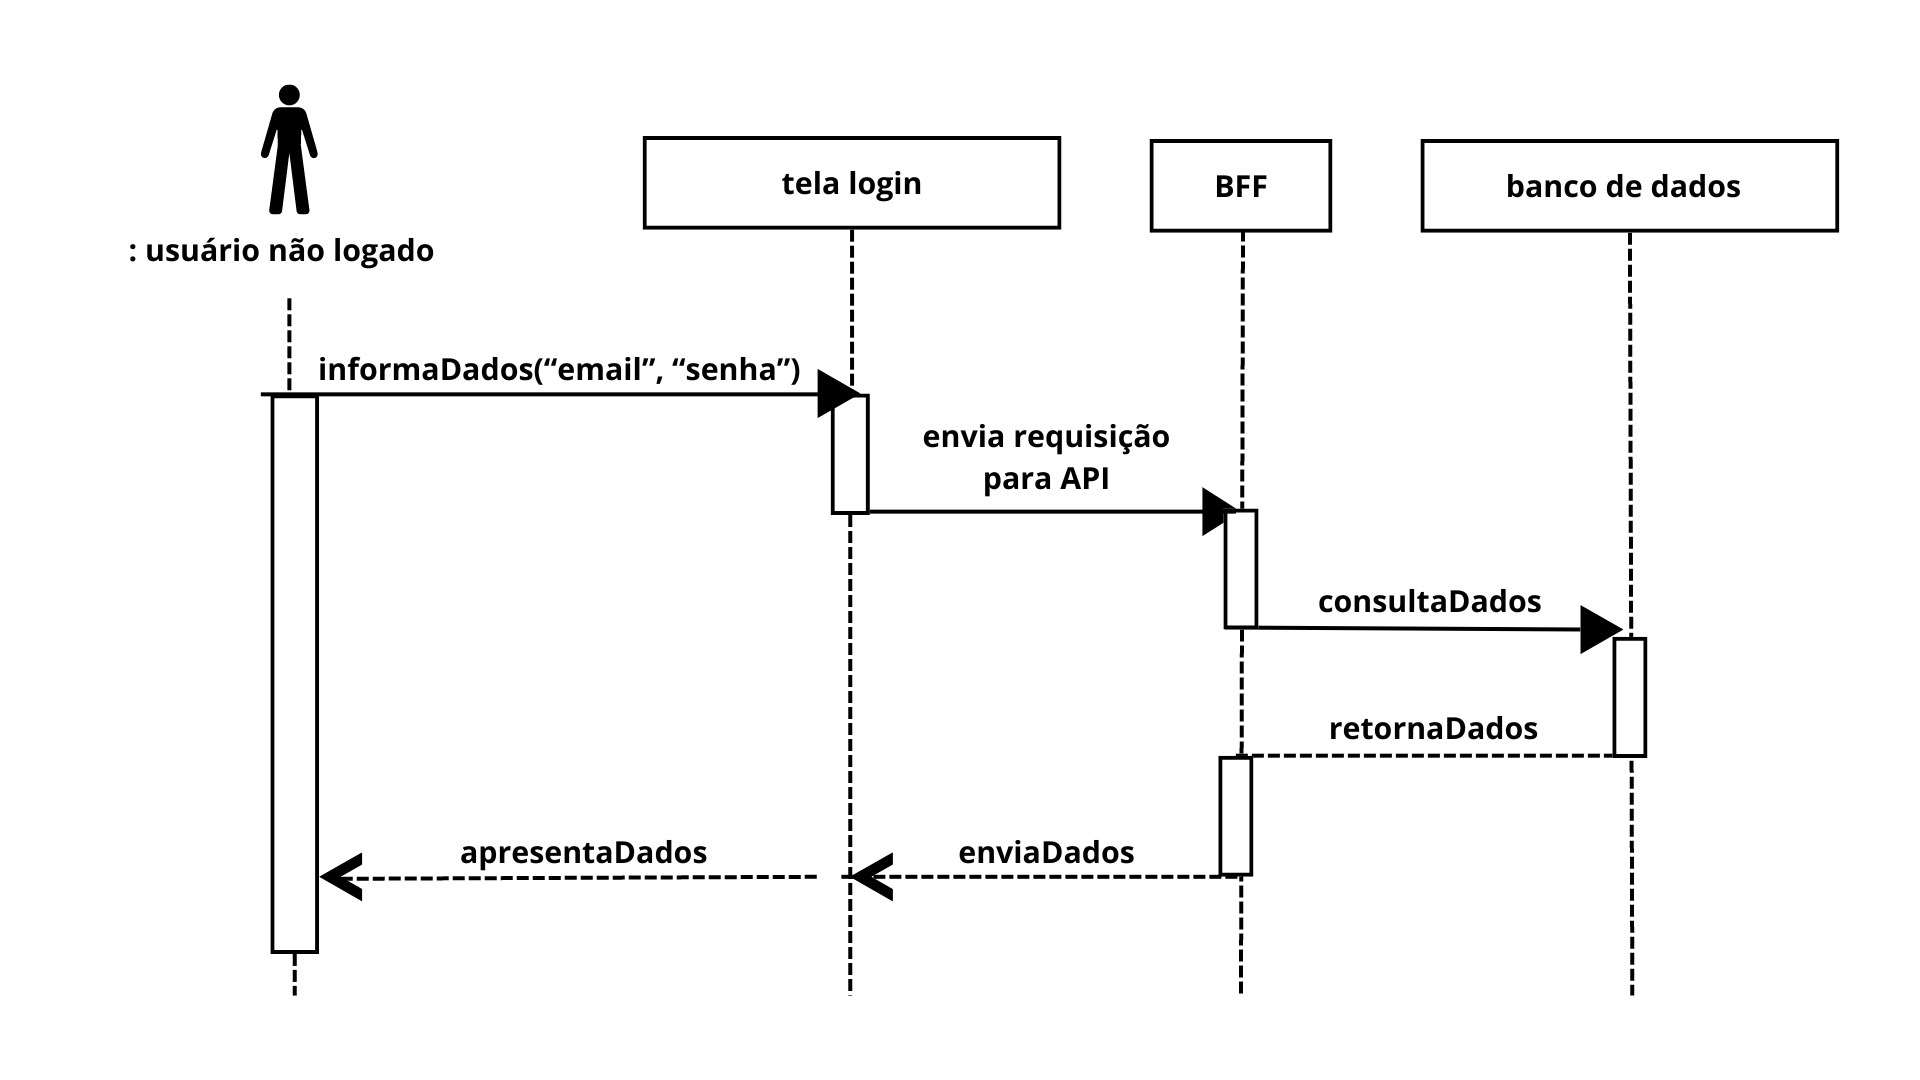 tela login
BFF
banco de dados
: usuário não logado
informaDados(“email”, “senha”)
envia requisição
para API
consultaDados
retornaDados
apresentaDados
enviaDados